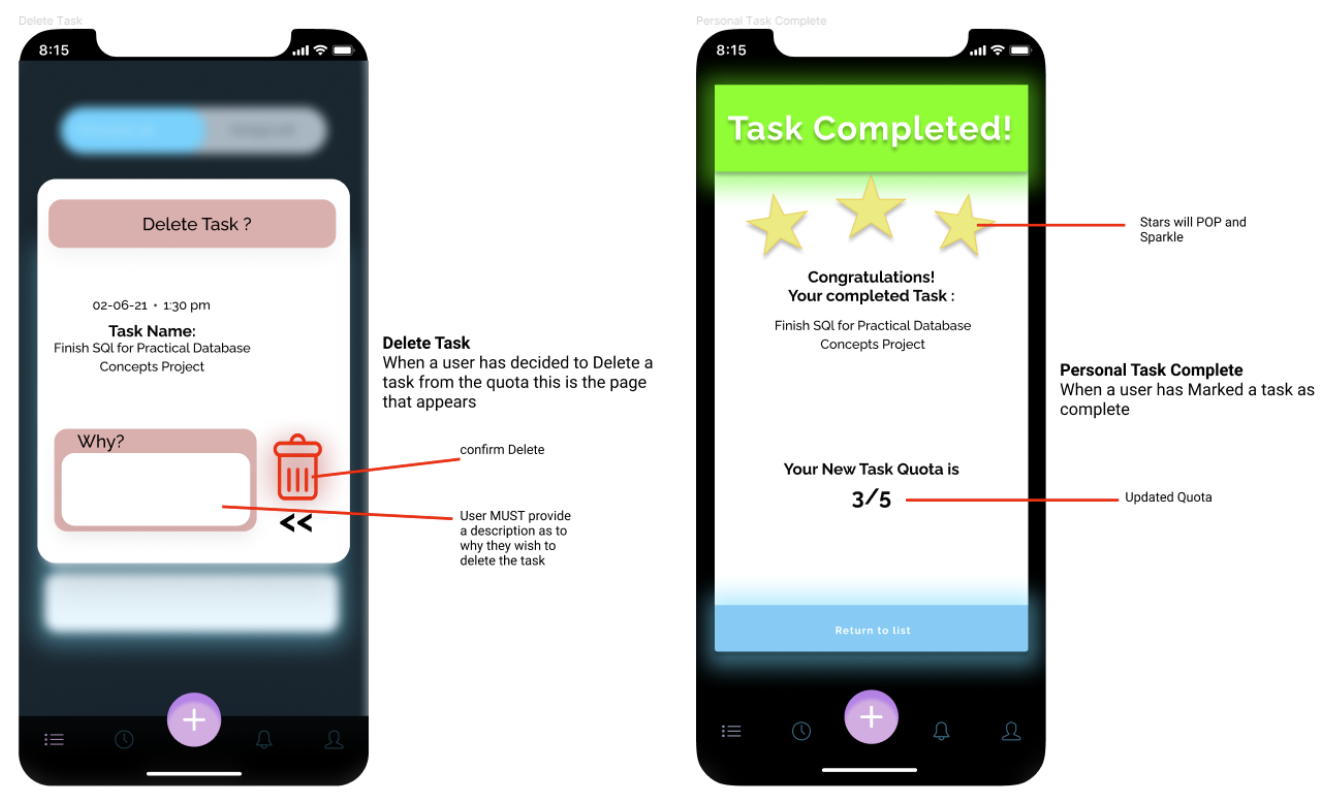 Delete Task
8:15
Delete Task ?
02-06-21 • 1:30 pm
Task Name:
Finish SQl for Practical Database
Concepts Project
Why?
<<
Delete Task
When a user has decided to Delete a
task from the quota this is the page
that appears
confirm Delete
User MUST provide
a description as to
why they wish to
delete the task
Personal Task Complete
8:15
Task Completed!
Congratulations!
Your completed Task :
Finish SQl for Practical Database
Concepts Project
Your New Task Quota is
3/5
Return to list
Stars will POP and
Sparkle
Personal Task Complete
When a user has Marked a task as
complete
Updated Quota